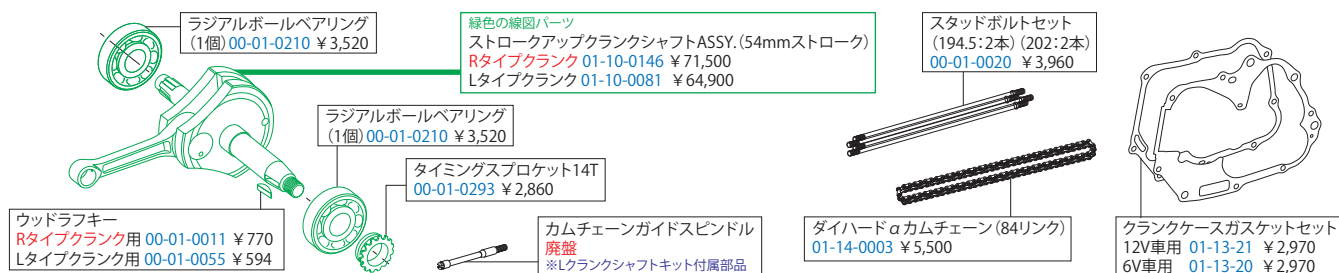 ラジアルボールベアリング
(1個) 00-01-0210 ¥3,520
緑色の線図パーツ
ストロークアップクランクシャフトASSY.(54mmストローク)
Rタイプクランク 01-10-0146 ¥71,500
Lタイプクランク 01-10-0081 ¥64,900
スタッドボルトセット
(194.5:2本) (202:2本)
00-01-0020 ¥3,960
ラジアルボールベアリング
(1個) 00-01-0210 ¥3,520
タイミングスプロケット14T
00-01-0293 ¥2,860
ウッドラフキー
Rタイプクランク用 00-01-0011 ¥770
Lタイプクランク用 00-01-0055 ¥594
カムチェーンガイドスピンドル
廃盤
※Lクランクシャフトキット付属部品
ダイハードαカムチェーン(84リンク)
01-14-0003 ¥5,500
クランクケースガスケットセット
12V車用 01-13-21 ¥2,970
6V車用 01-13-20 ¥2,970